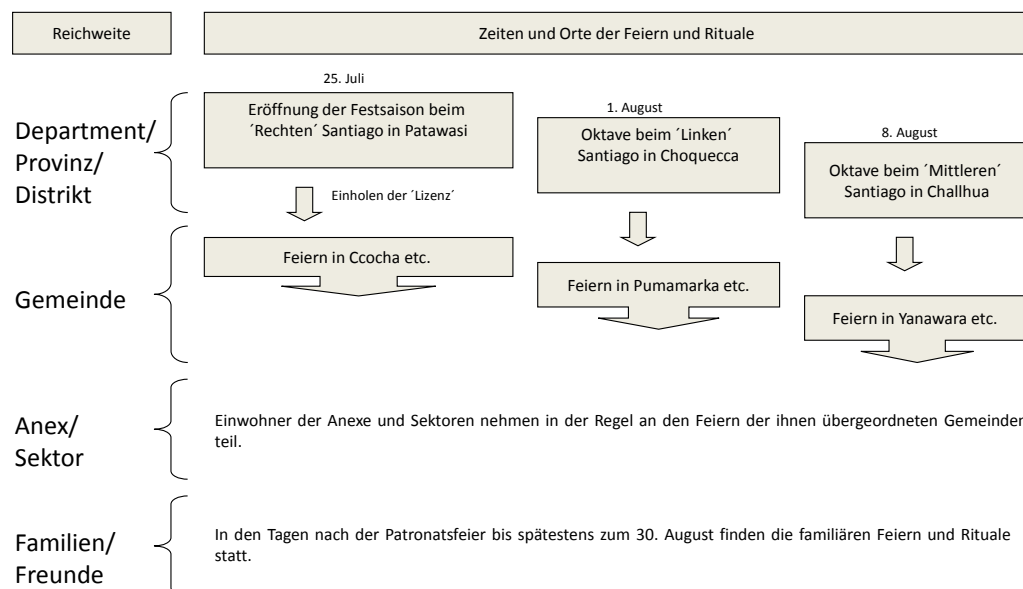 Reichweite
Zeiten und Orte der Feiern und Rituale
25. Juli
Eröffnung der Festsaison beim
´Rechten´ Santiago in Patawasi
1. August
Oktave beim ´Linken´
Santiago in Choquecca
8. August
Oktave beim ´Mittleren´
Santiago in Challhua
Department/
Provinz/
Distrikt
Einholen der ´Lizenz´
Gemeinde
Feiern in Ccocha etc.
Feiern in Pumamarka etc.
Feiern in Yanawara etc.
Anex/
Sektor
Einwohner der Anexe und Sektoren nehmen in der Regel an den Feiern der ihnen übergeordneten Gemeinden
teil.
Familien/
Freunde
In den Tagen nach der Patronatsfeier bis spätestens zum 30. August finden die familiären Feiern und Rituale
statt.